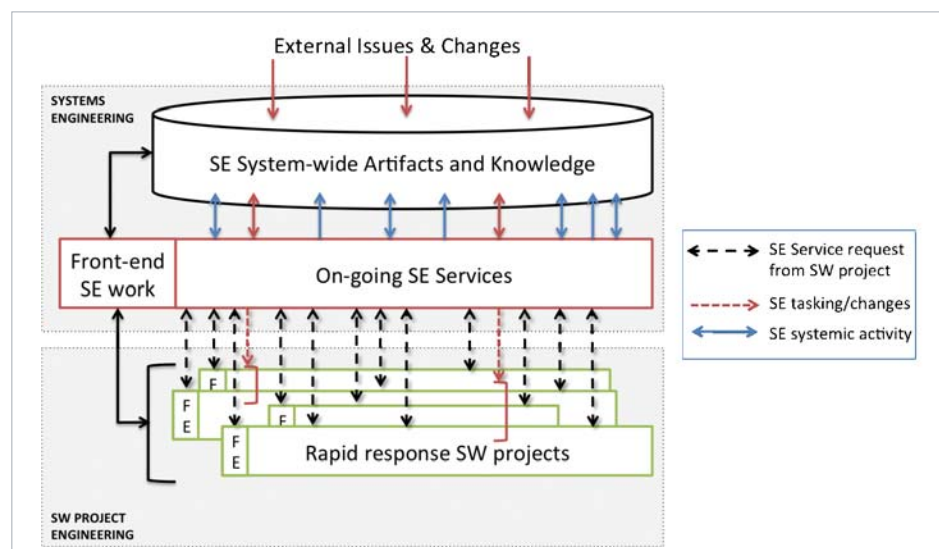 External Issues & Changes
SYSTEMS
ENGINEERING
SE System-wide Artifacts and Knowledge
Front-end
SE work
On-going SE Services
SE Service request
from SW project
SE tasking/changes
SE systemic activity
F
F
E
F
F
E
Rapid response SW projects
SW PROJECT
ENGINEERING